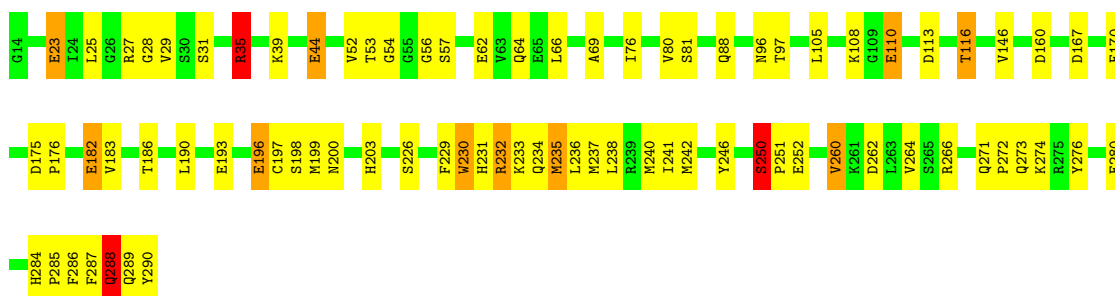 G14 E23 I24 L25 G26 R27 G28 V29 S30 S31 R35 K39 E44 V52 T53 G54 G55 G56 S57 E62 V63 Q64 E65 L66 A69 I76 V80 S81 Q88 N96 T97 L105 K108 G109 E110 D113 T116 V146 D160 D167
D175 P176 E182 V183 T186 L190 E193 E196 C197 S198 M199 N200 H203 S226 F229 W230 H231 R232 K233 Q234 M235 L236 M237 L238 R239 M240 I241 M242 Y246 S250 P251 E252 V260 K261 D262 L263 V264 S265 R266 Q271 P272 Q273 K274 R275 Y276
H284 P285 F286 F287 Q288 Q289 Y290